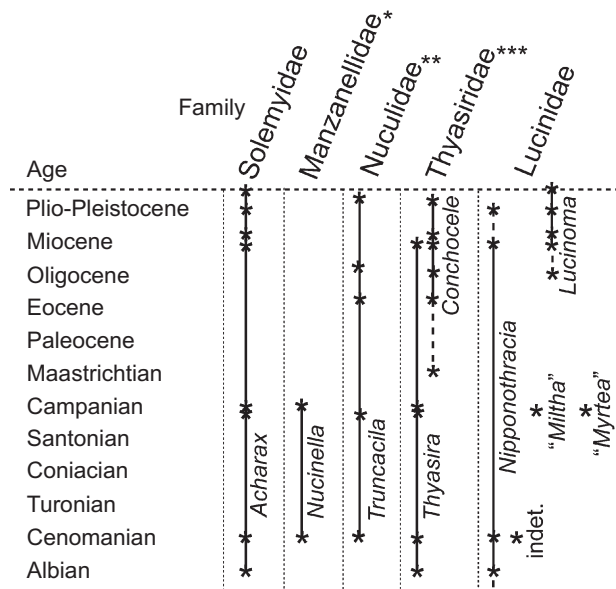 Family
Solemyidae
Manzanellidae*
Nuculidae**
Thyasiridae***
Lucinidae
Age
Plio-Pleistocene
Miocene
Oligocene
Eocene
Paleocene
Maastrichtian
Campanian
Santonian
Coniacian
Turonian
Cenomanian
Albian
Acharax
Nucinella
Truncacila
Thyasira
Conchocele
Nipponothracia
indet.
"Miltha"
Lucinoma
"Myrtea"